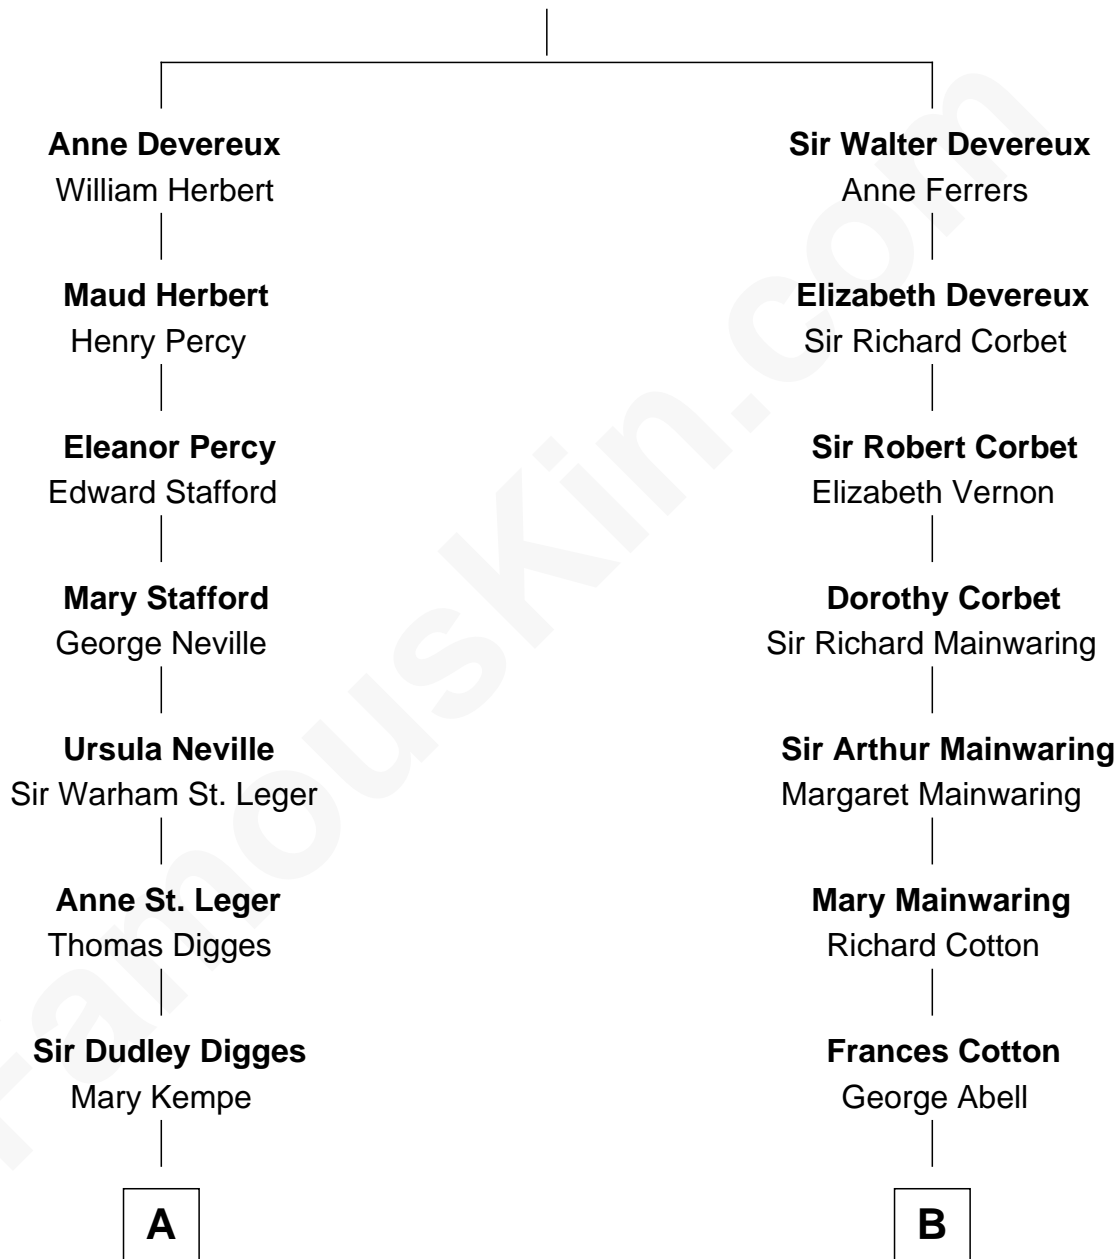 Anne Devereux
William Herbert
Maud Herbert
Henry Percy
Eleanor Percy
Edward Stafford
Mary Stafford
George Neville
Ursula Neville
Sir Warham St. Leger
Anne St. Leger
Thomas Digges
Sir Dudley Digges
Mary Kempe
A
Sir Walter Devereux
Anne Ferrers
Elizabeth Devereux
Sir Richard Corbet
Sir Robert Corbet
Elizabeth Vernon
Dorothy Corbet
Sir Richard Mainwaring
Sir Arthur Mainwaring
Margaret Mainwaring
Mary Mainwaring
Richard Cotton
Frances Cotton
George Abell
B
FamousKin.com